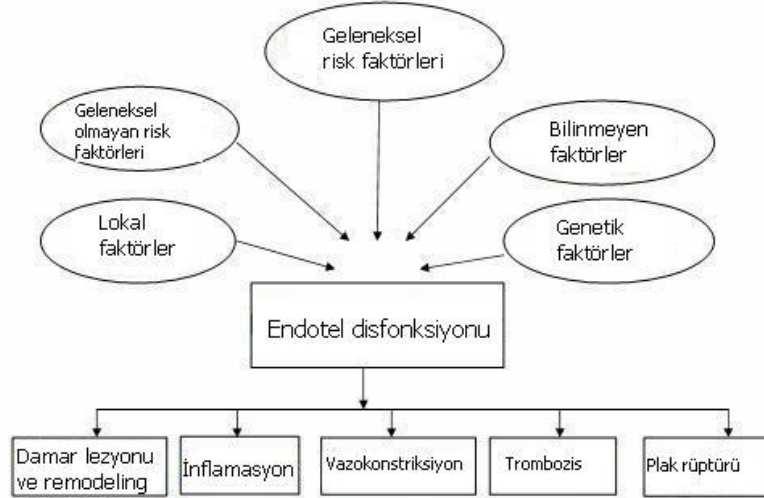 Geleneksel
risk faktörleri
Geleneksel
olmayan risk
faktörleri
Bilinmeyen
faktörler
Lokal
faktörler
Genetik
faktörler
Endotel disfonksiyonu
Damar lezyonu
ve remodeling
İnflamasyon
Vazokonstriksiyon
Trombozis
Plak rüptürü